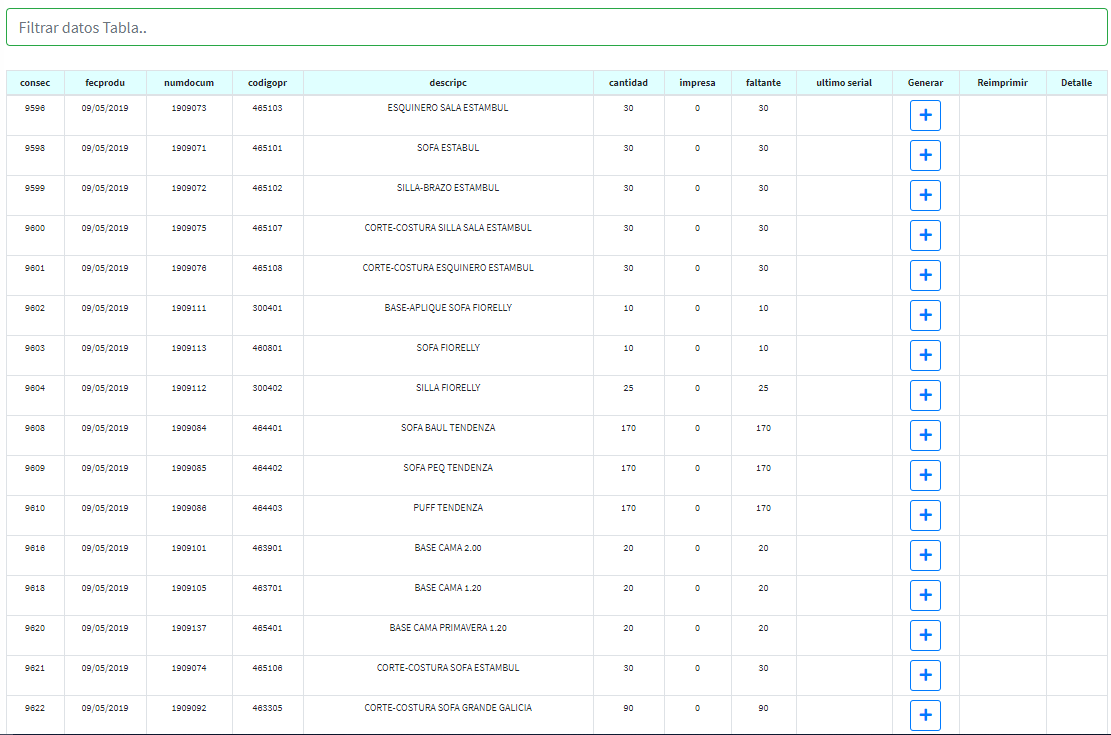 Filtrar datos Tabla..
consec fecprodu numdocum codigopr descripc cantidad impresa faltante ultimo serial Generar Reimprimir Detalle
9596 09/05/2019 1909073 465103 ESQUINERO SALA ESTAMBUL 30 0 30 +
9598 09/05/2019 1909071 465101 SOFA ESTABUL 30 0 30 +
9599 09/05/2019 1909072 465102 SILLA-BRAZO ESTAMBUL 30 0 30 +
9600 09/05/2019 1909075 465107 CORTE-COSTURA SILLA SALA ESTAMBUL 30 0 30 +
9601 09/05/2019 1909076 465108 CORTE-COSTURA ESQUINERO ESTAMBUL 30 0 30 +
9602 09/05/2019 1909111 300401 BASE-APLIQUE SOFA FIORELLY 10 0 10 +
9603 09/05/2019 1909113 460801 SOFA FIORELLY 10 0 10 +
9604 09/05/2019 1909112 300402 SILLA FIORELLY 25 0 25 +
9608 09/05/2019 1909084 464401 SOFA BAUL TENDENZA 170 0 170 +
9609 09/05/2019 1909085 464402 SOFA PEQ TENDENZA 170 0 170 +
9610 09/05/2019 1909086 464403 PUFF TENDENZA 170 0 170 +
9616 09/05/2019 1909101 463901 BASE CAMA 2.00 20 0 20 +
9618 09/05/2019 1909105 463701 BASE CAMA 1.20 20 0 20 +
9620 09/05/2019 1909137 465401 BASE CAMA PRIMAVERA 1.20 20 0 20 +
9621 09/05/2019 1909074 465106 CORTE-COSTURA SOFA ESTAMBUL 30 0 30 +
9622 09/05/2019 1909092 463305 CORTE-COSTURA SOFA GRANDE GALICIA 90 0 90 +